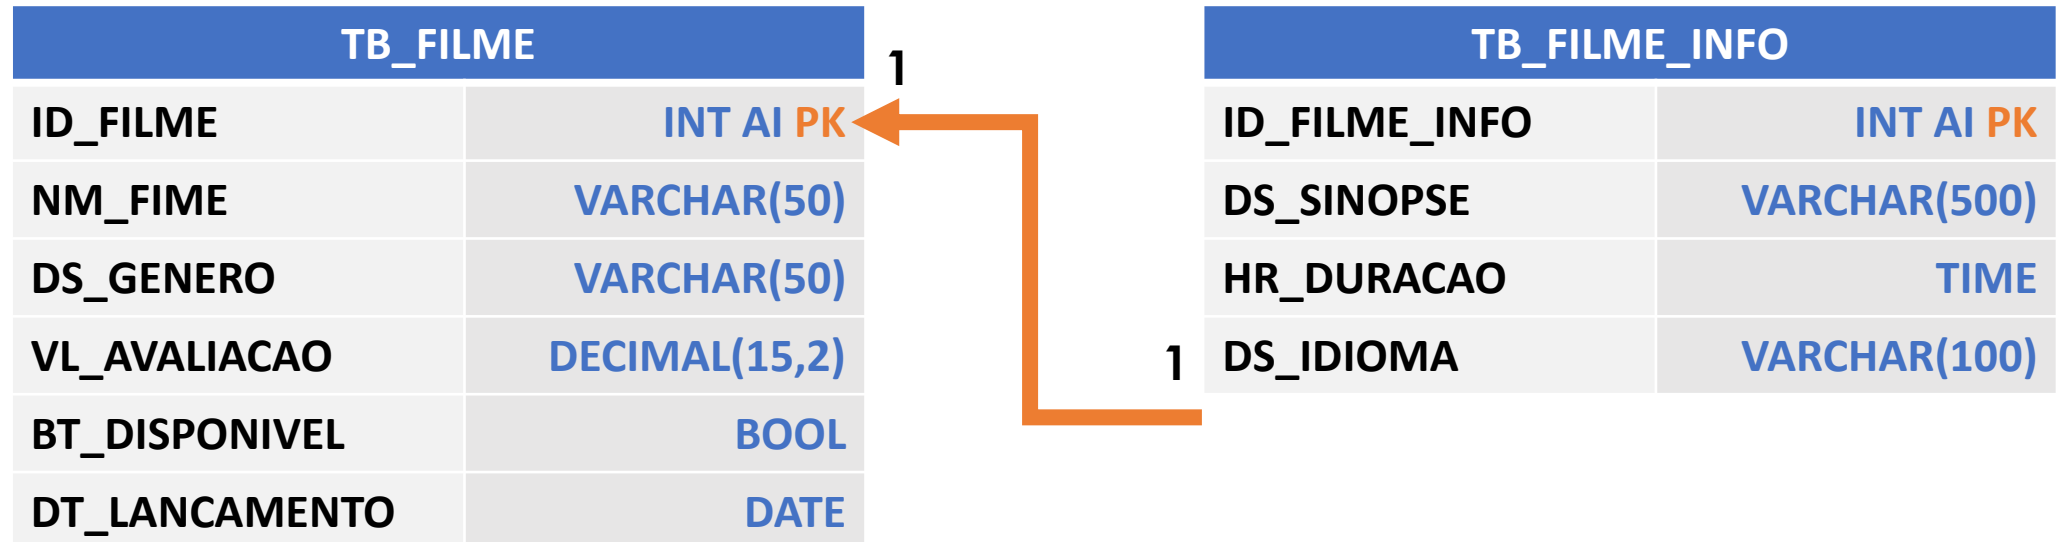 TB_FILME
ID_FILME INT AI PK
NM_FIME VARCHAR(50)
DS_GENERO VARCHAR(50)
VL_AVALIACAO DECIMAL(15,2)
BT_DISPONIVEL BOOL
DT_LANCAMENTO DATE
1
1
TB_FILME_INFO
ID_FILME_INFO INT AI PK
DS_SINOPSE VARCHAR(500)
HR_DURACAO TIME
DS_IDIOMA VARCHAR(100)